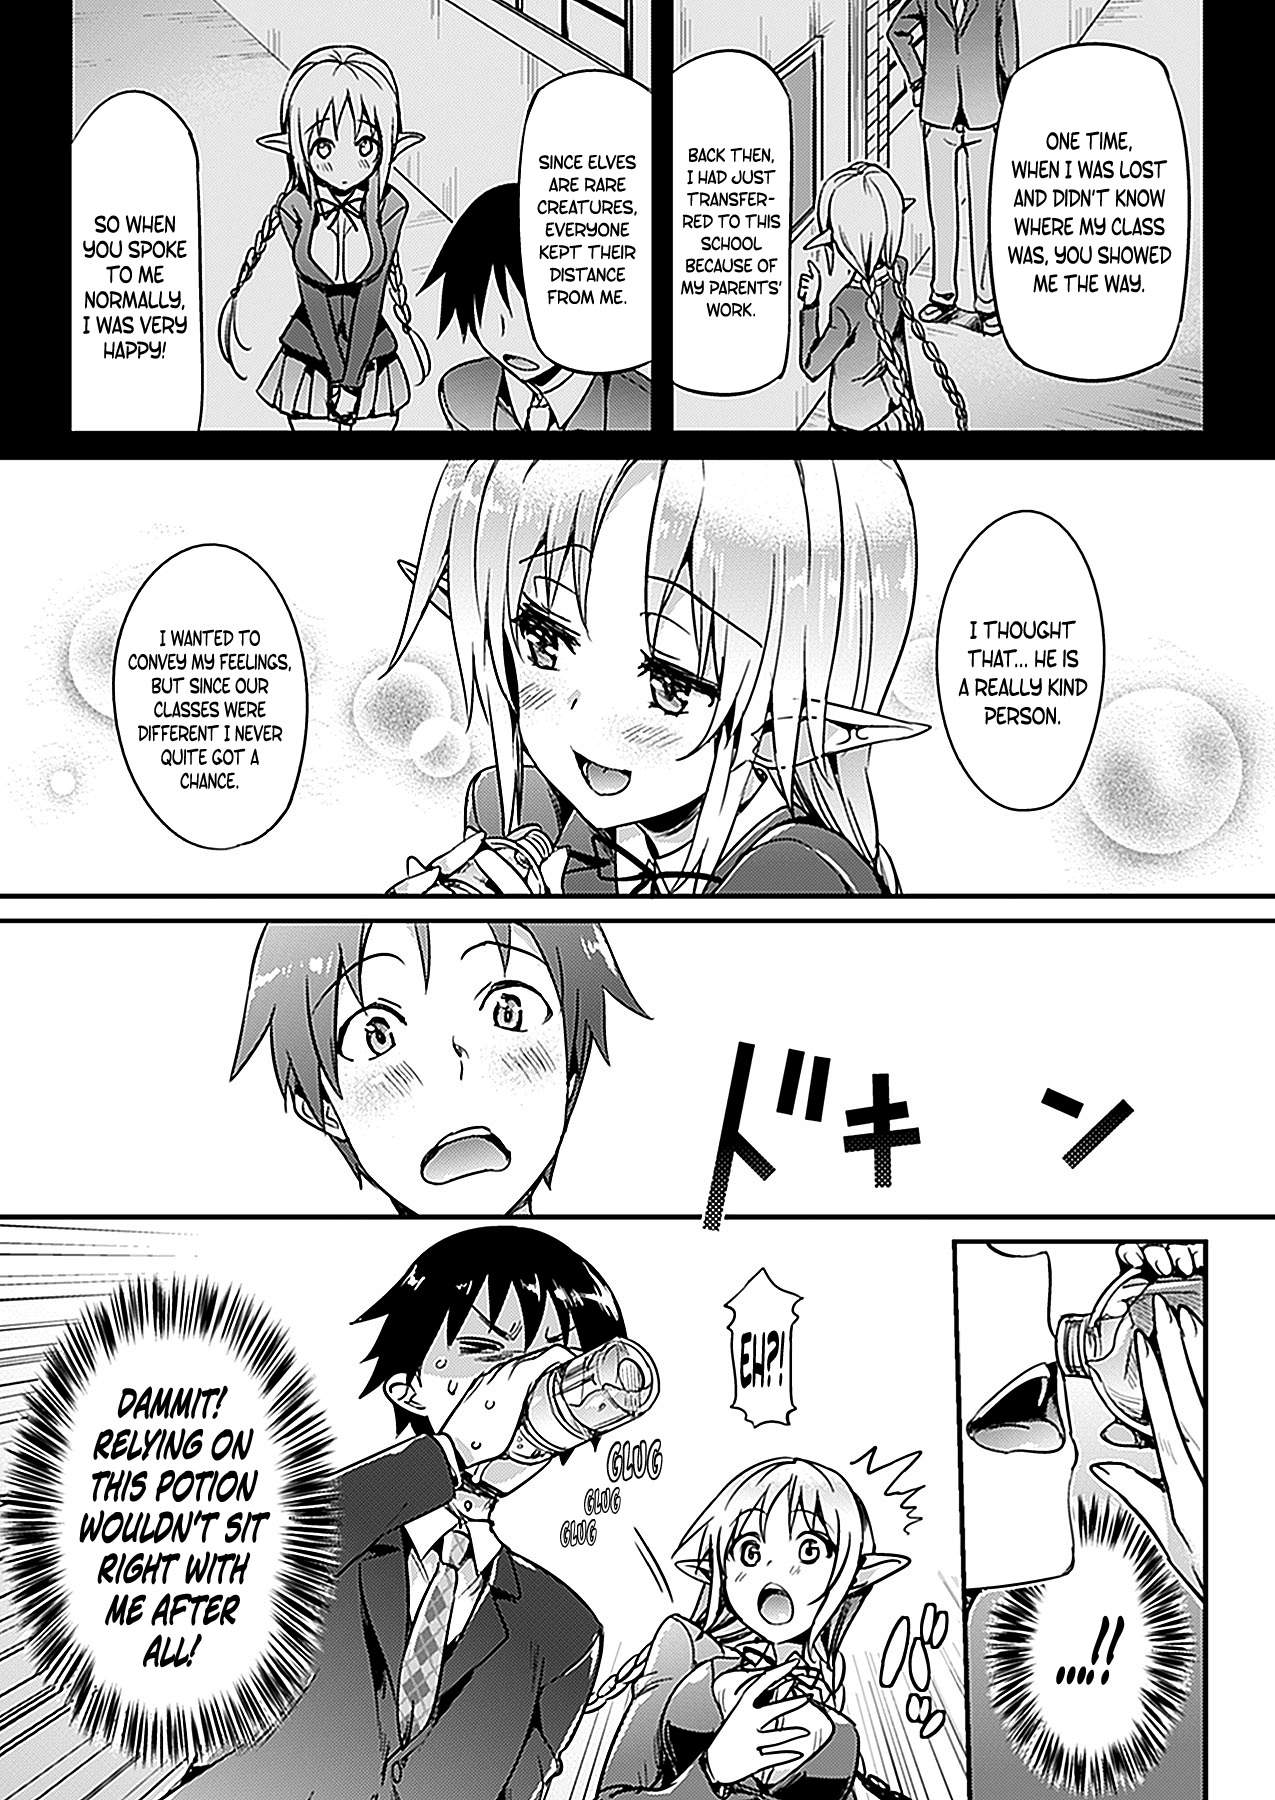 ONE TIME,
WHEN I WAS LOST
AND DIDN'T KNOW
WHERE MY CLASS
WAS, YOU SHOWED
ME THE WAY.
BACK THEN,
I HAD JUST
TRANSFER-
RED TO THIS
SCHOOL
BECAUSE OF
MY PARENTS'
WORK.
SINCE ELVES
ARE RARE
CREATURES,
EVERYONE
KEPT THEIR
DISTANCE
FROM ME.
SO WHEN
YOU SPOKE
TO ME
NORMALLY,
I WAS VERY
HAPPY!
I THOUGHT
THAT... HE IS
A REALLY KIND
PERSON.
I WANTED TO
CONVEY MY FEELINGS,
BUT SINCE OUR
CLASSES WERE
DIFFERENT I NEVER
QUITE GOT A
CHANCE.
ドキン
....!!
EH?!
GLUG
GLUG
GLUG
DAMMIT!
RELYING ON
THIS POTION
WOULDN'T SIT
RIGHT WITH
ME AFTER
ALL!